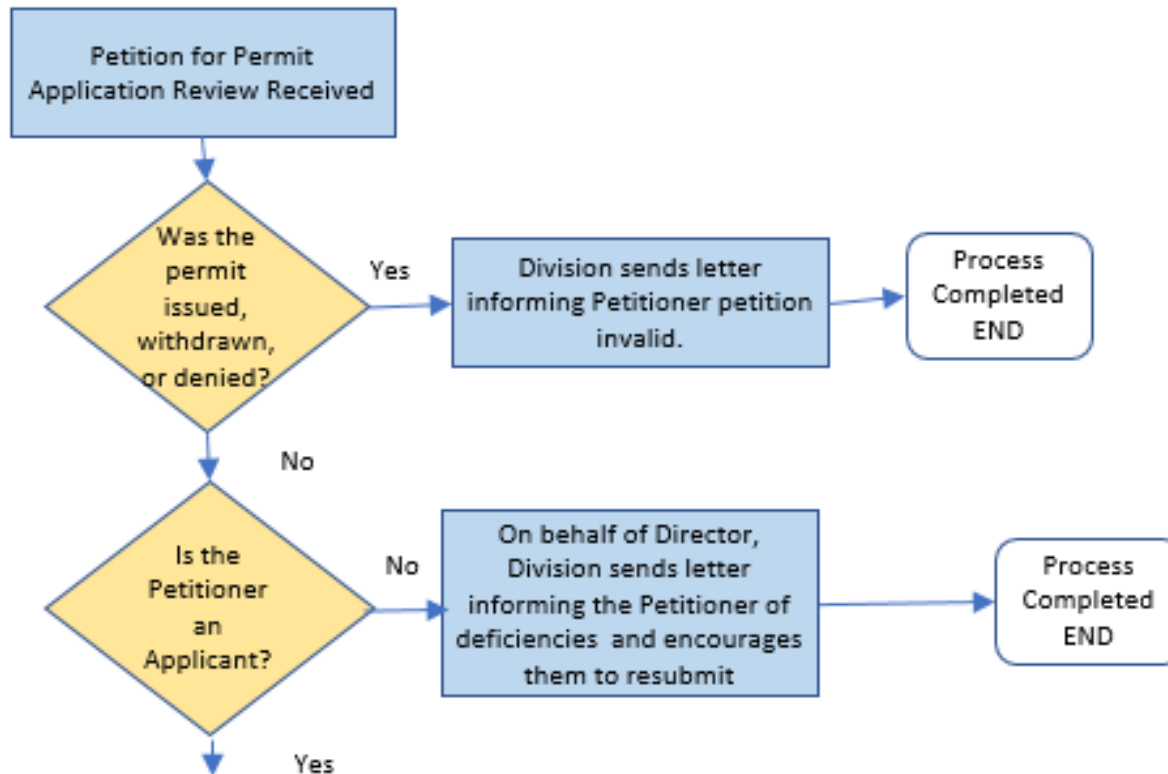 Petition for Permit
Application Review Received
Was the
permit
issued,
withdrawn,
or denied?
Yes
Division sends letter
informing Petitioner petition
invalid.
Process
Completed
END
No
Is the
Petitioner
an
Applicant?
No
On behalf of Director,
Division sends letter
informing the Petitioner of
deficiencies and encourages
them to resubmit
Process
Completed
END
Yes